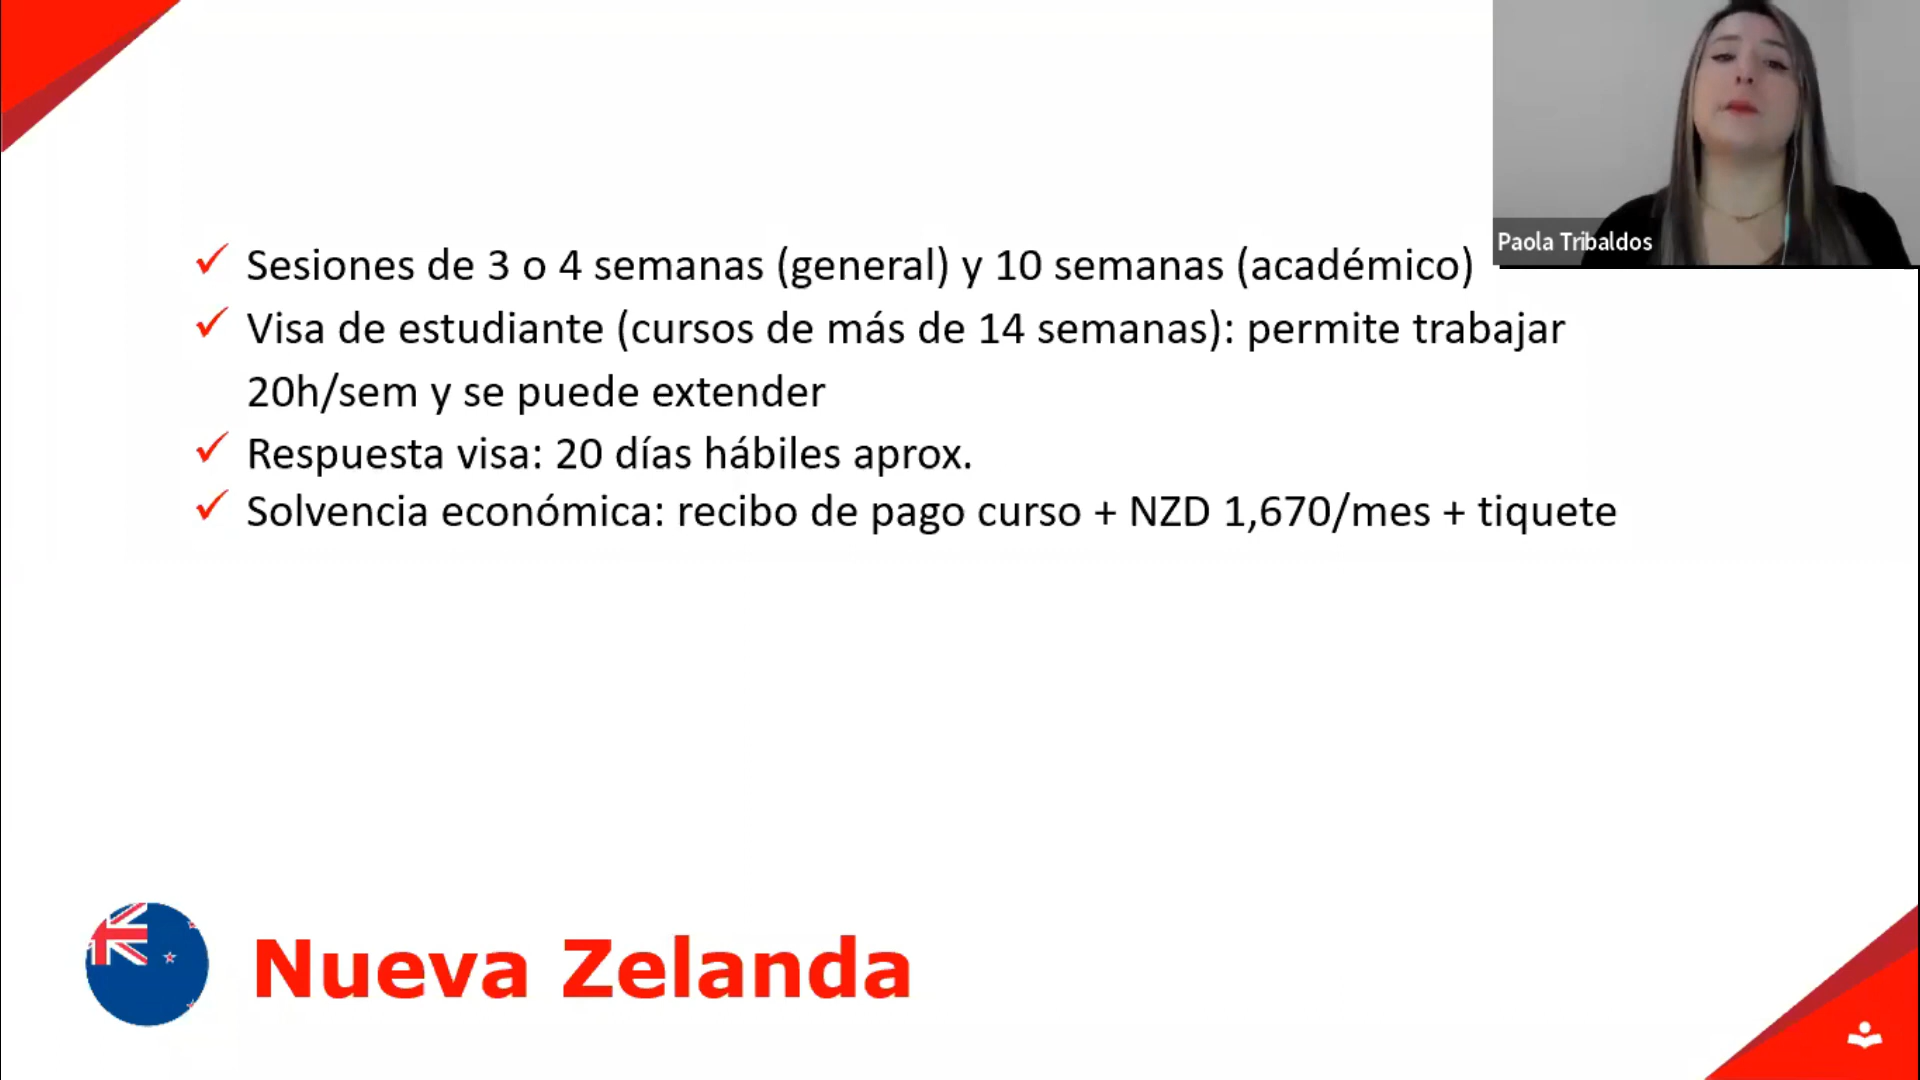 Paola Tribaldos
Sesiones de 3 o 4 semanas (general) y 10 semanas (académico)
Visa de estudiante (cursos de más de 14 semanas): permite trabajar
20h/sem y se puede extender
Respuesta visa: 20 días hábiles aprox.
Solvencia económica: recibo de pago curso + NZD 1,670/mes + tiquete
Nueva Zelanda